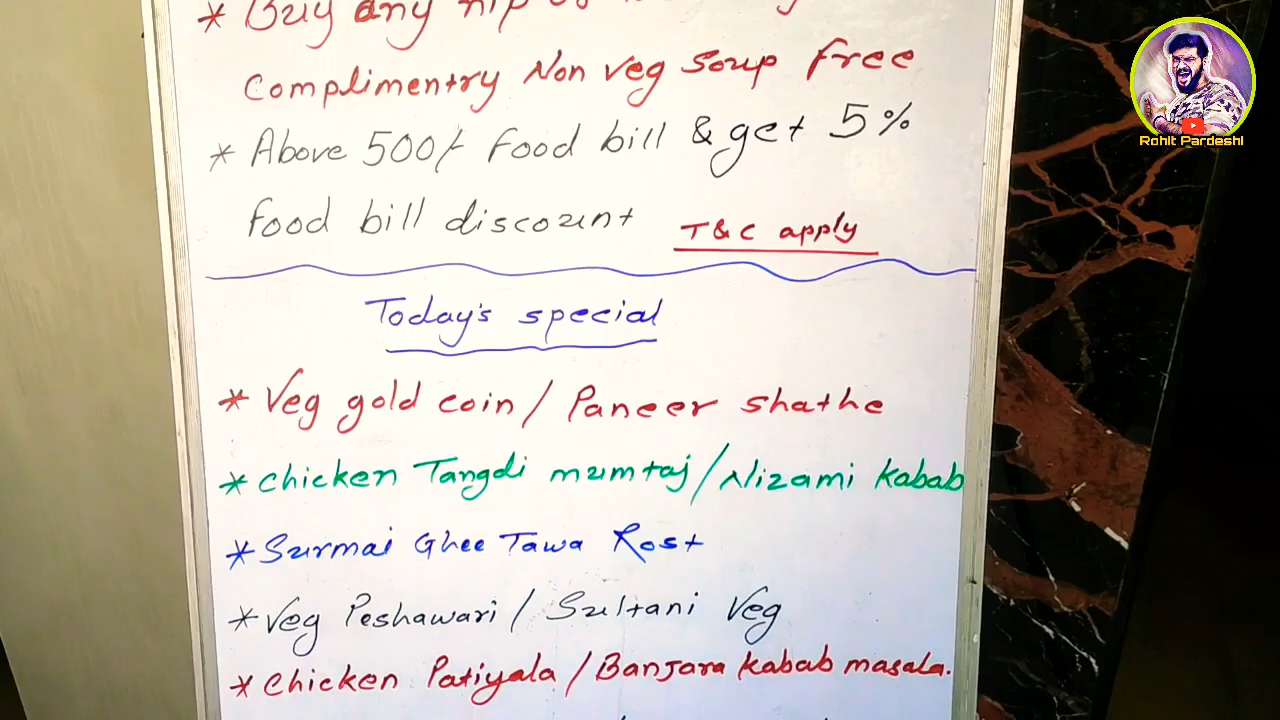 * Buy any
Complimentry Non Veg Soup free
* Above 500/- food bill & get 5%
food bill discount
T&C apply
Today's special
* Veg gold coin / Paneer shathe
* chicken Tangdi mumtaj / Nizami kabab
* Surmai Ghee Tawa Rost
* Veg Peshawari / Sultani Veg
* chicken Patiyala / Banjara kabab masala.
Rohit Pardeshi